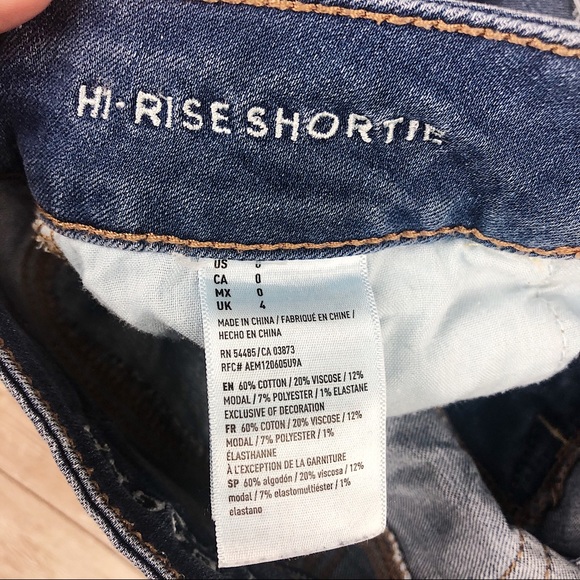 HI-RISE SHORTIE
US 0
CA 0
MX 0
UK 4
MADE IN CHINA / FABRIQUÉ EN CHINE /
HECHO EN CHINA
RN 54485/CA 03873
RFC# AEM120605U9A
EN 60% COTTON / 20% VISCOSE / 12%
MODAL / 7% POLYESTER / 1% ELASTANE
EXCLUSIVE OF DECORATION
FR 60% COTON / 20% VISCOSE / 12%
MODAL / 7% POLYESTER / 1%
ÉLASTHANNE
À L'EXCEPTION DE LA GARNITURE
SP 60% algodón / 20% viscosa / 12%
modal / 7% elastomultiéster / 1%
elastano